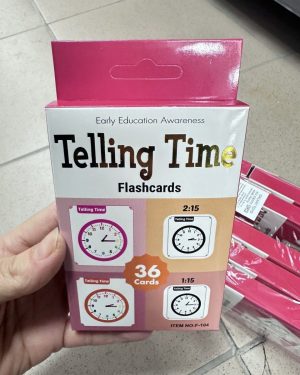 Early Education Awareness
Telling Time
Flashcards
Telling Time
2:15
Telling Time
36
Cards
Telling Time
1:15
Telling Time
ITEM NO:F-104